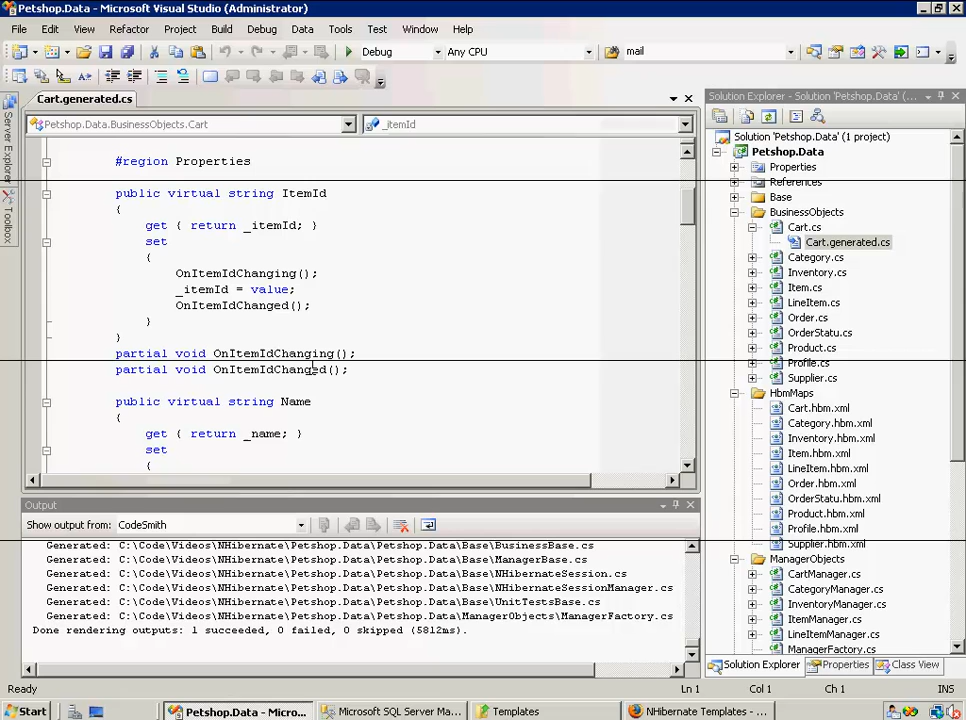 Petshop.Data - Microsoft Visual Studio (Administrator)
File Edit View Refactor Project Build Debug Data Tools Test Window Help
Debug Any CPU mail
Cart.generated.cs
Petshop.Data.BusinessObjects.Cart _itemId
Server Explorer
Toolbox
#region Properties
public virtual string ItemId
{
get { return _itemId; }
set
{
OnItemIdChanging();
_itemId = value;
OnItemIdChanged();
}
}
partial void OnItemIdChanging();
partial void OnItemIdChanged();
public virtual string Name
{
get { return _name; }
set
{
Output
Show output from: CodeSmith
Generated: C:\Code\Videos\NHibernate\Petshop.Data\Petshop.Data\Base\BusinessBase.cs
Generated: C:\Code\Videos\NHibernate\Petshop.Data\Petshop.Data\Base\ManagerBase.cs
Generated: C:\Code\Videos\NHibernate\Petshop.Data\Petshop.Data\Base\NHibernateSession.cs
Generated: C:\Code\Videos\NHibernate\Petshop.Data\Petshop.Data\Base\NHibernateSessionManager.cs
Generated: C:\Code\Videos\NHibernate\Petshop.Data\Petshop.Data\Base\UnitTestsBase.cs
Generated: C:\Code\Videos\NHibernate\Petshop.Data\Petshop.Data\ManagerObjects\ManagerFactory.cs
Done rendering outputs: 1 succeeded, 0 failed, 0 skipped (5812ms).
Solution Explorer - Solution 'Petshop.Data' (...
Solution 'Petshop.Data' (1 project)
Petshop.Data
Properties
References
Base
BusinessObjects
Cart.cs
Cart.generated.cs
Category.cs
Inventory.cs
Item.cs
LineItem.cs
Order.cs
OrderStatu.cs
Product.cs
Profile.cs
Supplier.cs
HbmMaps
Cart.hbm.xml
Category.hbm.xml
Inventory.hbm.xml
Item.hbm.xml
LineItem.hbm.xml
Order.hbm.xml
OrderStatu.hbm.xml
Product.hbm.xml
Profile.hbm.xml
Supplier.hbm.xml
ManagerObjects
CartManager.cs
CategoryManager.cs
InventoryManager.cs
ItemManager.cs
LineItemManager.cs
ManagerFactory.cs
Solution Explorer Properties Class View
Ready Ln 1 Col 1 Ch 1 INS
Start Petshop.Data - Micro... Microsoft SQL Server Ma... Templates NHibernate Templates - ...